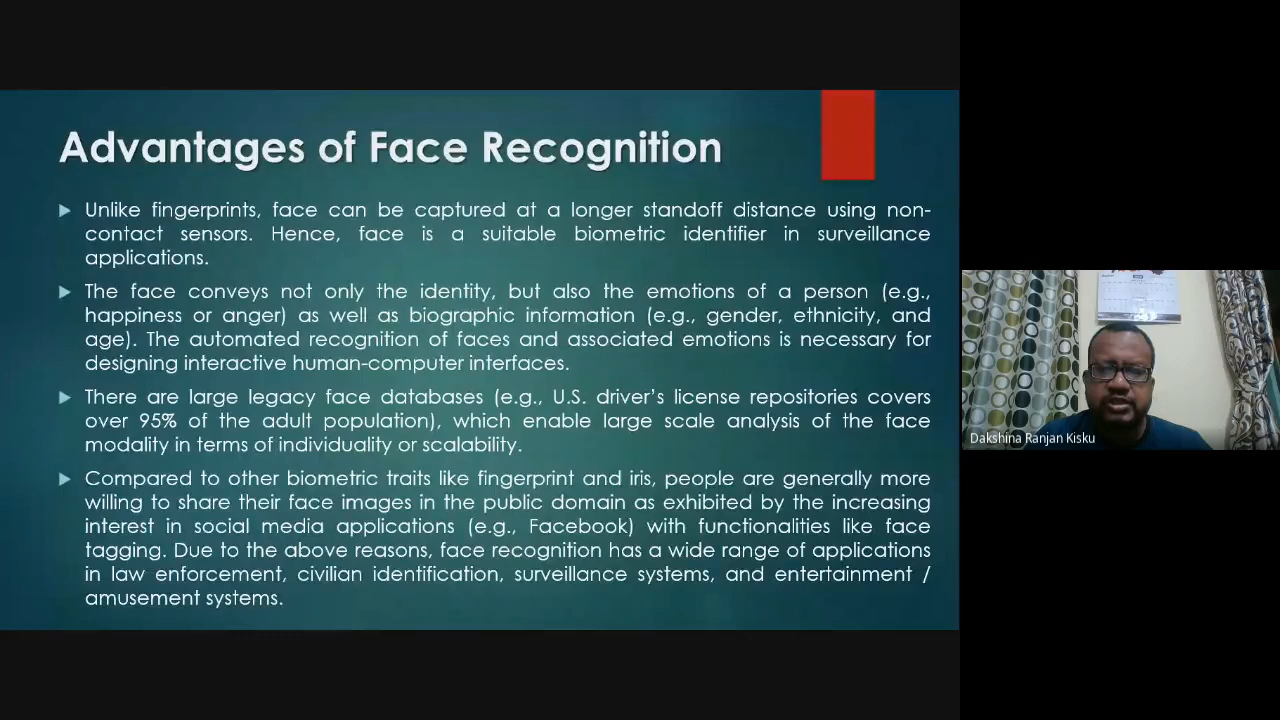 Advantages of Face Recognition
Unlike fingerprints, face can be captured at a longer standoff distance using non-
contact sensors. Hence, face is a suitable biometric identifier in surveillance
applications.
The face conveys not only the identity, but also the emotions of a person (e.g.,
happiness or anger) as well as biographic information (e.g., gender, ethnicity, and
age). The automated recognition of faces and associated emotions is necessary for
designing interactive human-computer interfaces.
There are large legacy face databases (e.g., U.S. driver's license repositories covers
over 95% of the adult population), which enable large scale analysis of the face
modality in terms of individuality or scalability.
Compared to other biometric traits like fingerprint and iris, people are generally more
willing to share their face images in the public domain as exhibited by the increasing
interest in social media applications (e.g., Facebook) with functionalities like face
tagging. Due to the above reasons, face recognition has a wide range of applications
in law enforcement, civilian identification, surveillance systems, and entertainment /
amusement systems.
Dakshina Ranjan Kisku